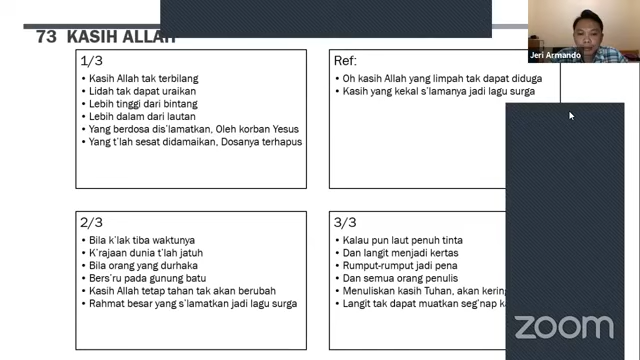 73 KASIH ALLAH
1/3
• Kasih Allah tak terbilang
• Lidah tak dapat uraikan
• Lebih tinggi dari bintang
• Lebih dalam dari lautan
• Yang berdosa dis'lamatkan, Oleh korban Yesus
• Yang t'lah sesat didamaikan, Dosanya terhapus
Ref:
• Oh kasih Allah yang limpah tak dapat diduga
• Kasih yang kekal s'lamanya jadi lagu surga
Jeri Armando
2/3
• Bila k'lak tiba waktunya
• K'rajaan dunia t'lah jatuh
• Bila orang yang durhaka
• Bers'ru pada gunung batu
• Kasih Allah tetap tahan tak akan berubah
• Rahmat besar yang s'lamatkan jadi lagu surga
3/3
• Kalau pun laut penuh tinta
• Dan langit menjadi kertas
• Rumput-rumput jadi pena
• Dan semua orang penulis
• Menuliskan kasih Tuhan, akan kering
• Langit tak dapat muatkan seg'nap
zoom